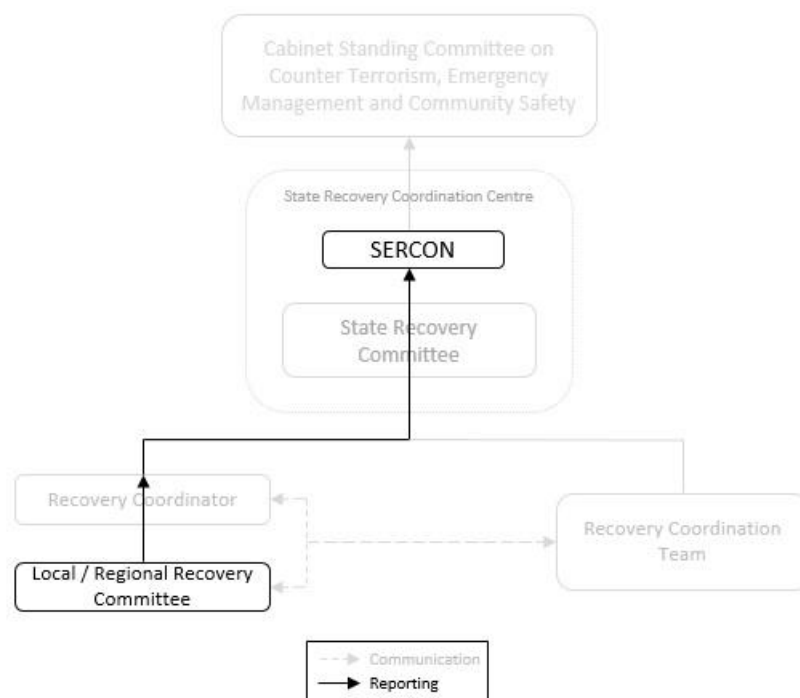 Cabinet Standing Committee on
Counter Terrorism, Emergency
Management and Community Safety
State Recovery Coordination Centre
SERCON
State Recovery
Committee
Recovery Coordinator
Recovery Coordination
Team
Local / Regional Recovery
Committee
Communication
Reporting